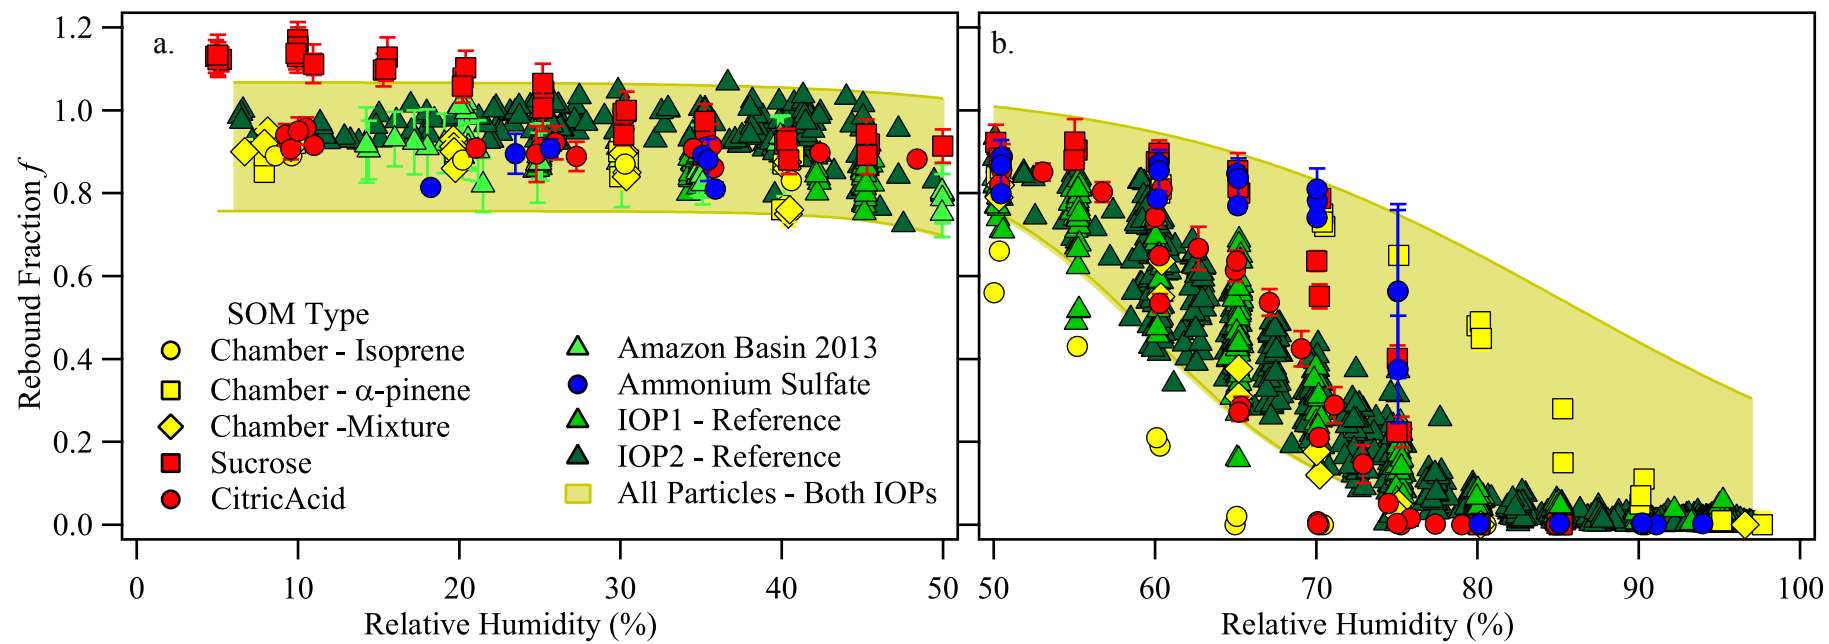 1.2
1.0
0.8
0.6
0.4
0.2
0.0
Rebound Fraction f
a.
b.
SOM Type
Chamber - Isoprene
Chamber - α-pinene
Chamber -Mixture
Sucrose
CitricAcid
Amazon Basin 2013
Ammonium Sulfate
IOP1 - Reference
IOP2 - Reference
All Particles - Both IOPs
0 10 20 30 40 50
50 60 70 80 90 100
Relative Humidity (%)
Relative Humidity (%)